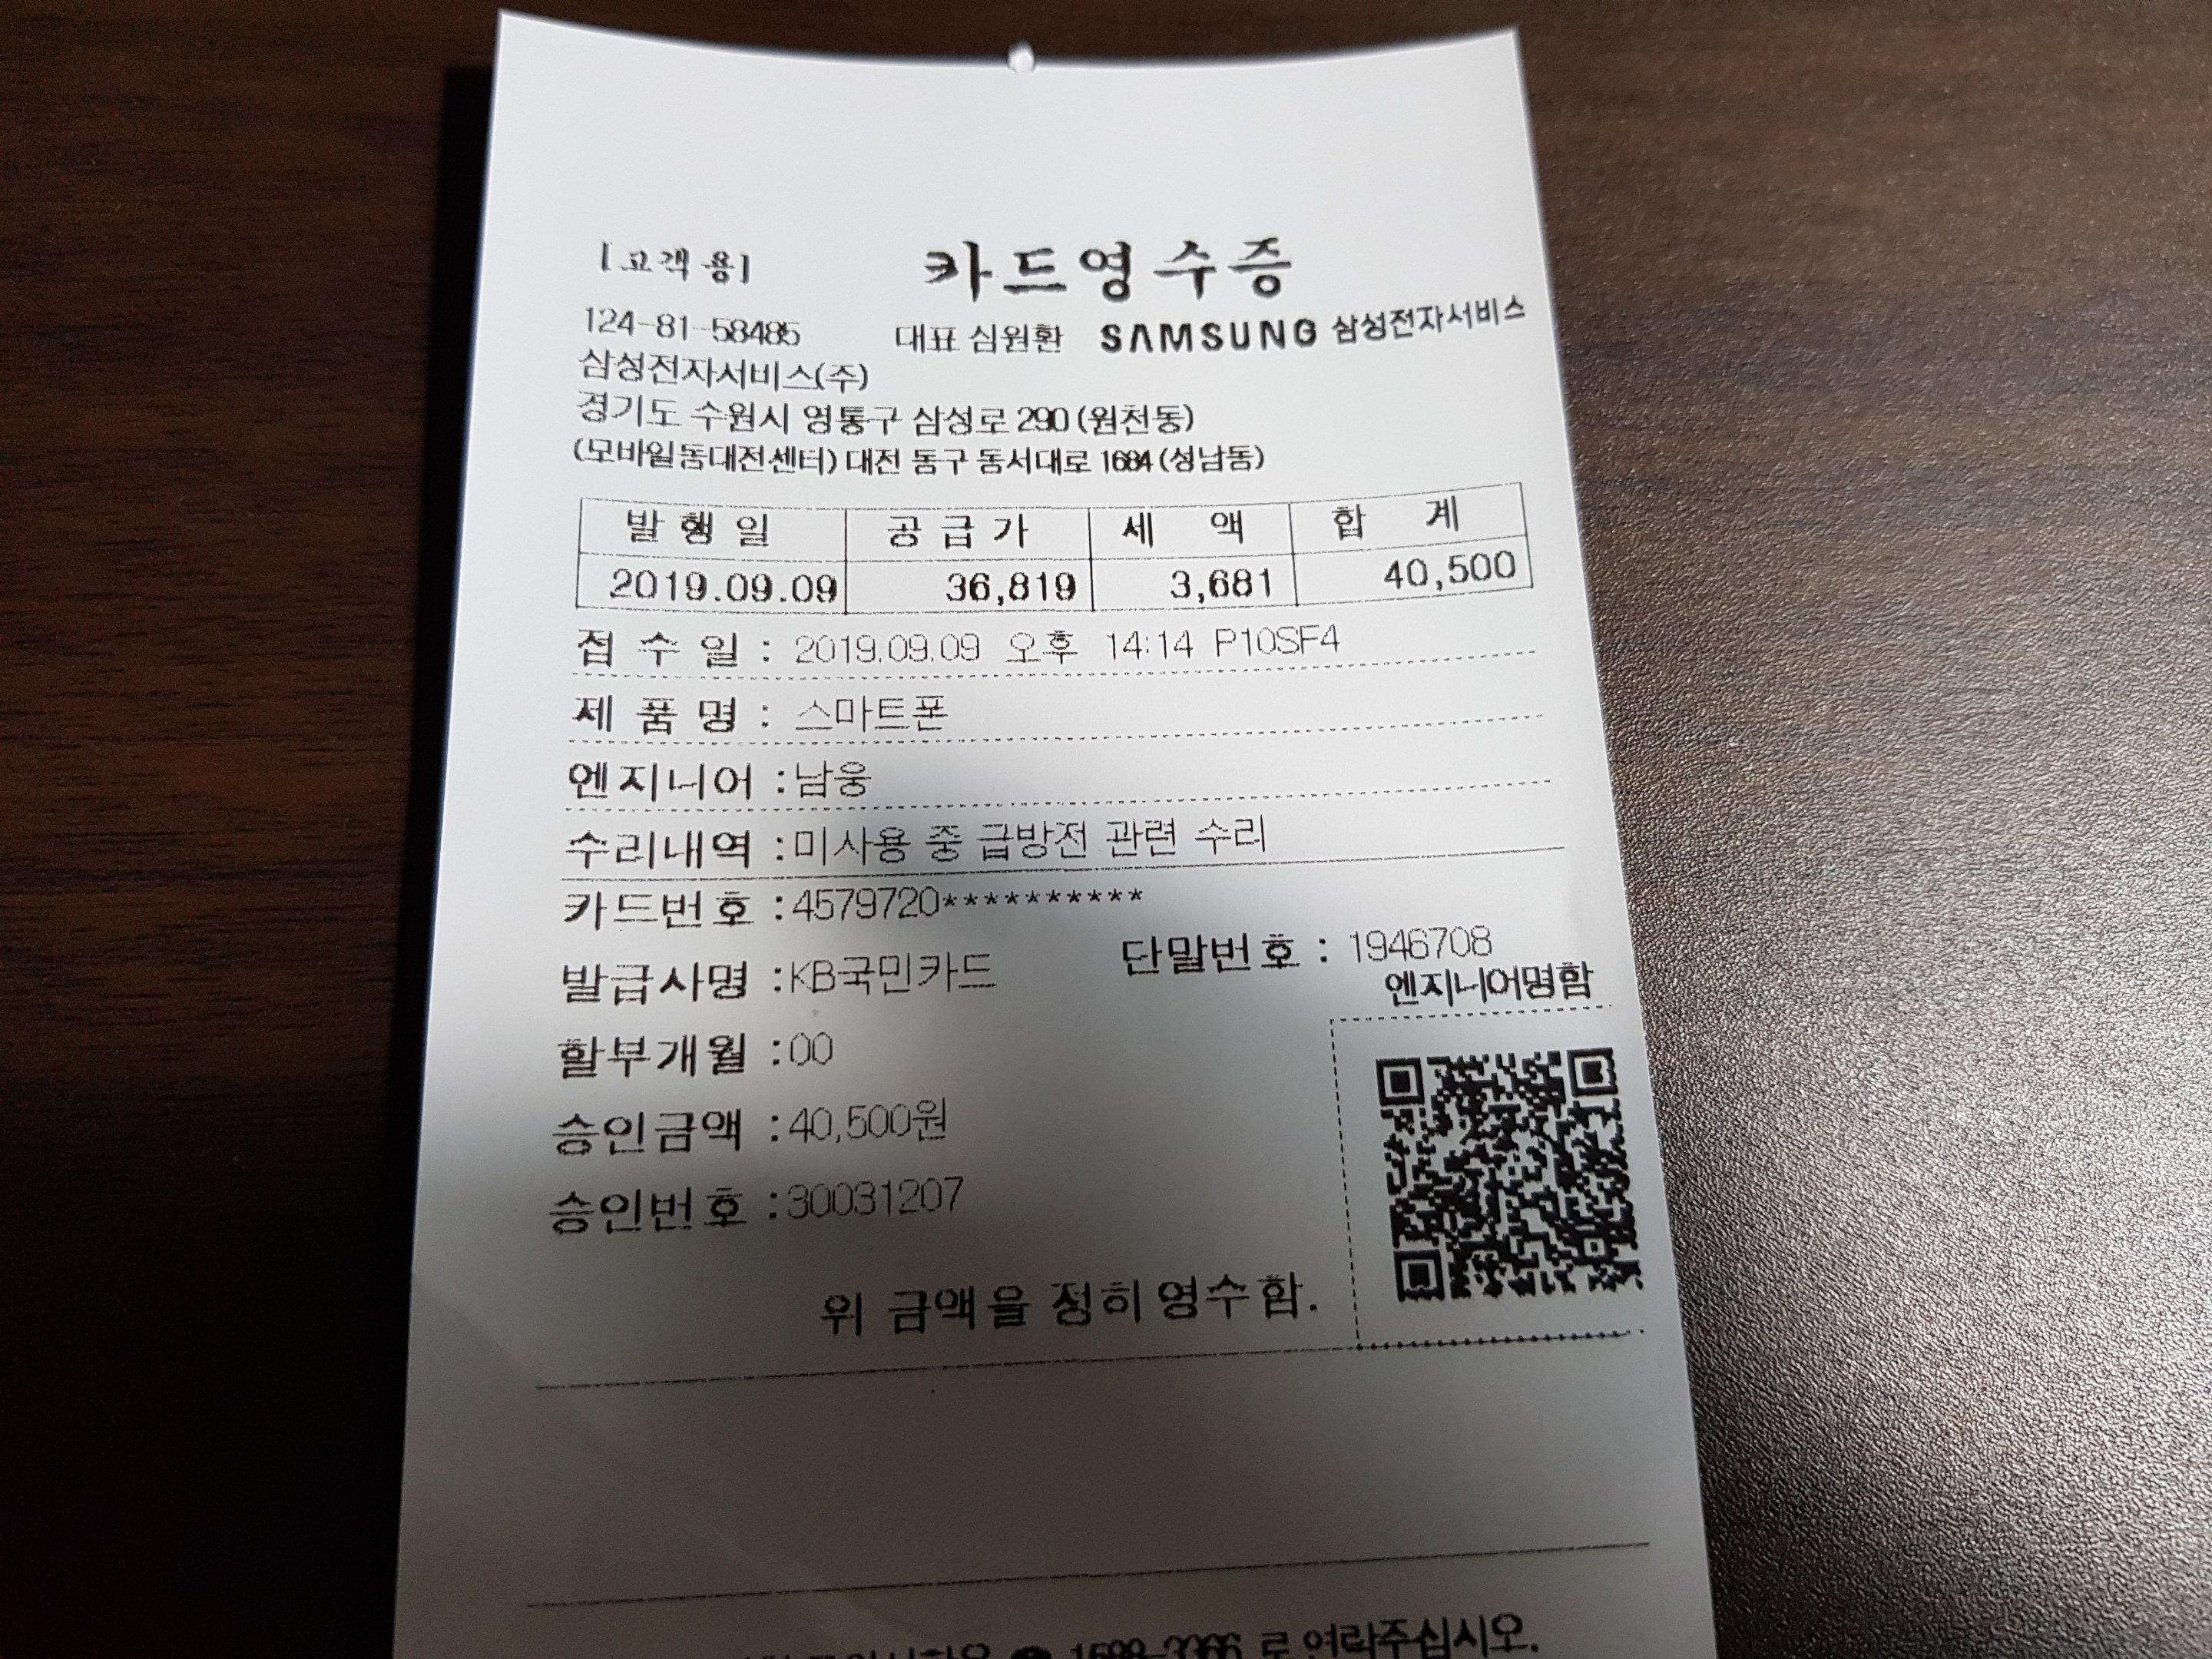 [고객용] 카드영수증
124-81-58485 대표 심원환 SAMSUNG 삼성전자서비스
삼성전자서비스(주)
경기도 수원시 영통구 삼성로 290 (원천동)
(모바일동대전센터) 대전 동구 동서대로 1684 (성남동)
발행일 공급가 세액 합계
2019.09.09 36,819 3,681 40,500
접수일 : 2019.09.09 오후 14:14 P10SF4
제품명 : 스마트폰
엔지니어 : 남웅
수리내역 : 미사용 중 급방전 관련 수리
카드번호 : 4579720**********
발급사명 : KB국민카드 단말번호 : 1946708
엔지니어명함
할부개월 : 00
승인금액 : 40,500원
승인번호 : 30031207
위 금액을 정히 영수함.
1588-3366 로 연락주십시오.